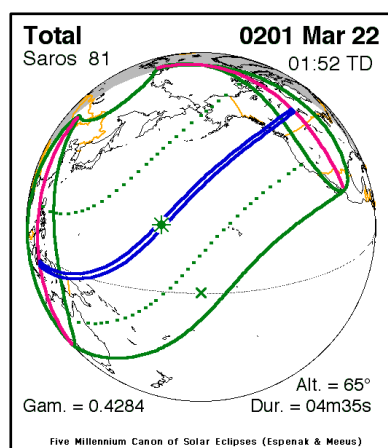 Total 0201 Mar 22
Saros 81 01:52 TD
Alt. = 65°
Gam. = 0.4284 Dur. = 04m35s
Five Millennium Canon of Solar Eclipses (Espenak & Meeus)